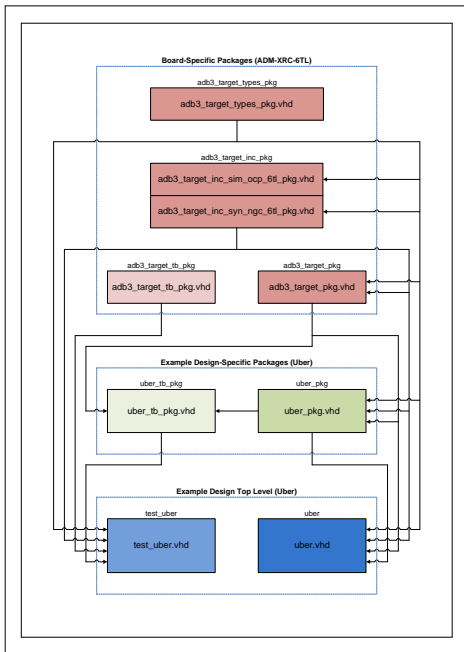 Board-Specific Packages (ADM-XRC-6TL)
adb3_target_types_pkg
adb3_target_types_pkg.vhd
adb3_target_inc_pkg
adb3_target_inc_sim_ocp_6tl_pkg.vhd
adb3_target_inc_syn_ngc_6tl_pkg.vhd
adb3_target_tb_pkg
adb3_target_pkg
adb3_target_tb_pkg.vhd
adb3_target_pkg.vhd
Example Design-Specific Packages (Uber)
uber_tb_pkg
uber_pkg
uber_tb_pkg.vhd
uber_pkg.vhd
Example Design Top Level (Uber)
test_uber
uber
test_uber.vhd
uber.vhd